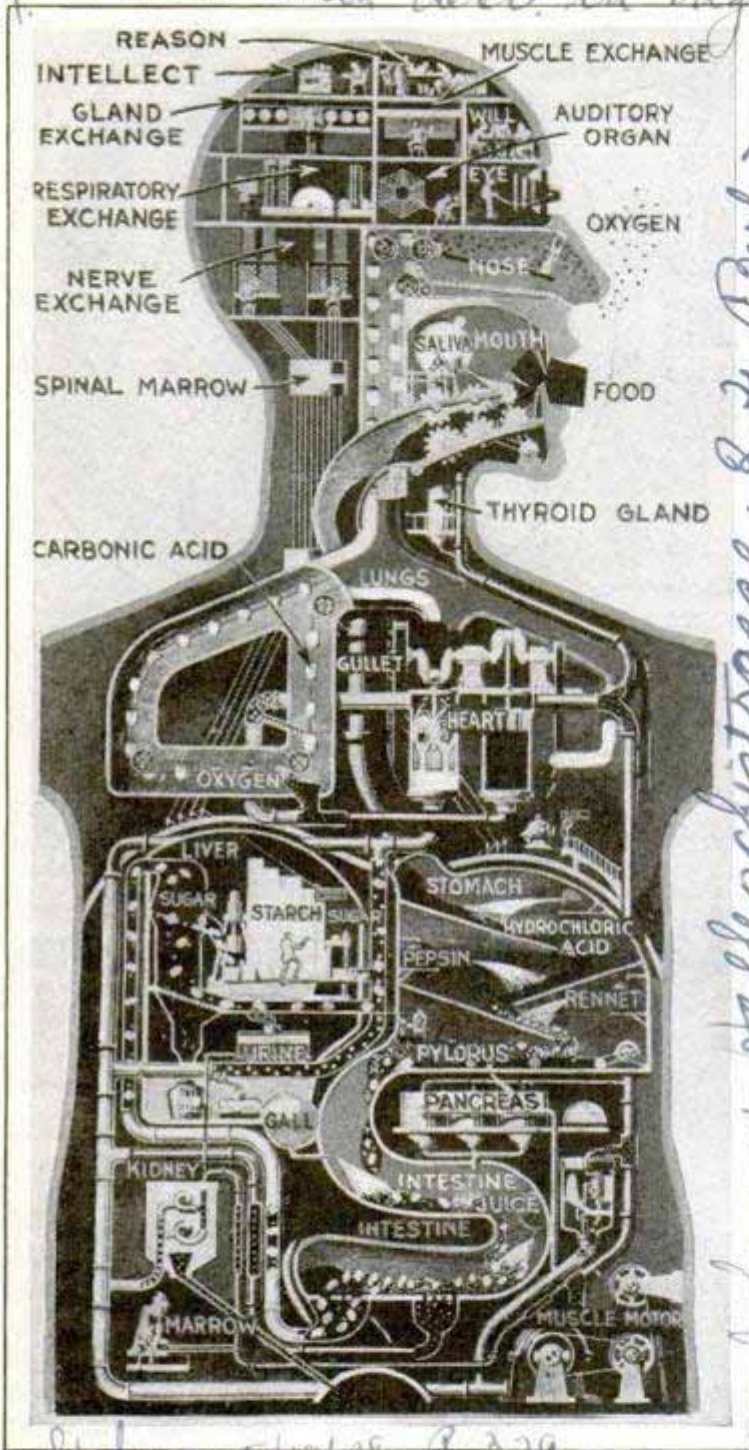 REASON
MUSCLE EXCHANGE
INTELLECT
GLAND
EXCHANGE
AUDITORY
ORGAN
WILL
EYE
RESPIRATORY
EXCHANGE
OXYGEN
NOSE
NERVE
EXCHANGE
SALIVA
MOUTH
SPINAL MARROW
FOOD
THYROID GLAND
CARBONIC ACID
LUNGS
GULLET
HEART
OXYGEN
LIVER
SUGAR
STARCH
SUGAR
STOMACH
HYDROCHLORIC
ACID
PEPSIN
RENNET
URINE
PYLORUS
GALL
PANCREAS
KIDNEY
INTESTINE
JUICE
INTESTINE
MARROW
MUSCLE MOTOR